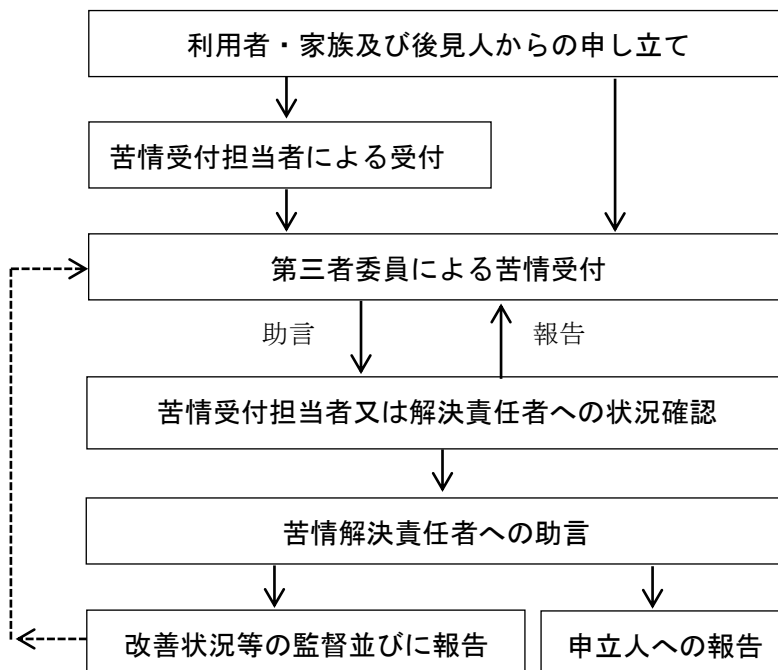 利用者・家族及び後見人からの申し立て
苦情受付担当者による受付
第三者委員による苦情受付
助言
報告
苦情受付担当者又は解決責任者への状況確認
苦情解決責任者への助言
改善状況等の監督並びに報告
申立人への報告